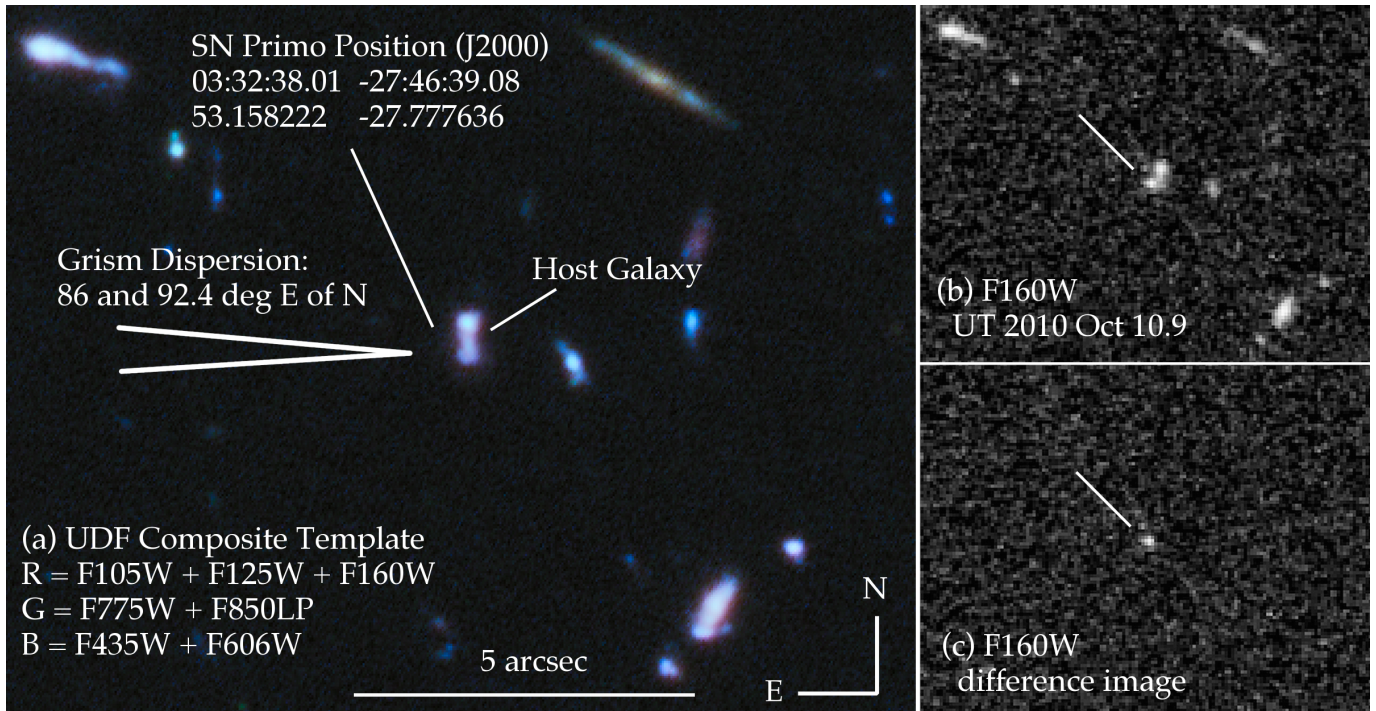 SN Primo Position (J2000)
03:32:38.01 -27:46:39.08
53.158222 -27.777636
Grism Dispersion:
86 and 92.4 deg E of N
Host Galaxy
(a) UDF Composite Template
R = F105W + F125W + F160W
G = F775W + F850LP
B = F435W + F606W
5 arcsec
N
E
(b) F160W
UT 2010 Oct 10.9
(c) F160W
difference image